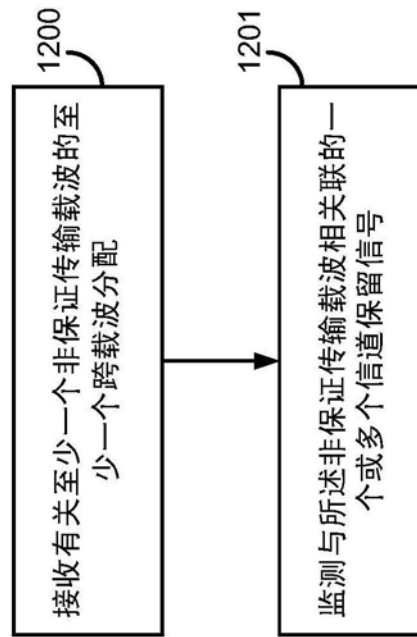 1200
接收有关至少一个非保证传输载波的至
少一个跨载波分配
1201
监测与所述非保证传输载波相关联的一
个或多个信道保留信号